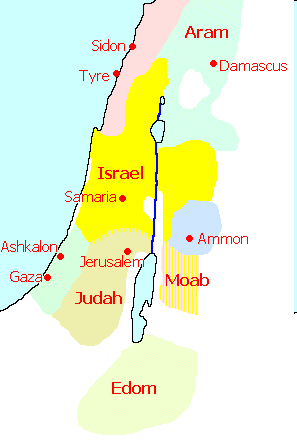 Aram
Sidon
Damascus
Tyre
Israel
Samaria
Ammon
Ashkalon
Jerusalem
Gaza
Moab
Judah
Edom